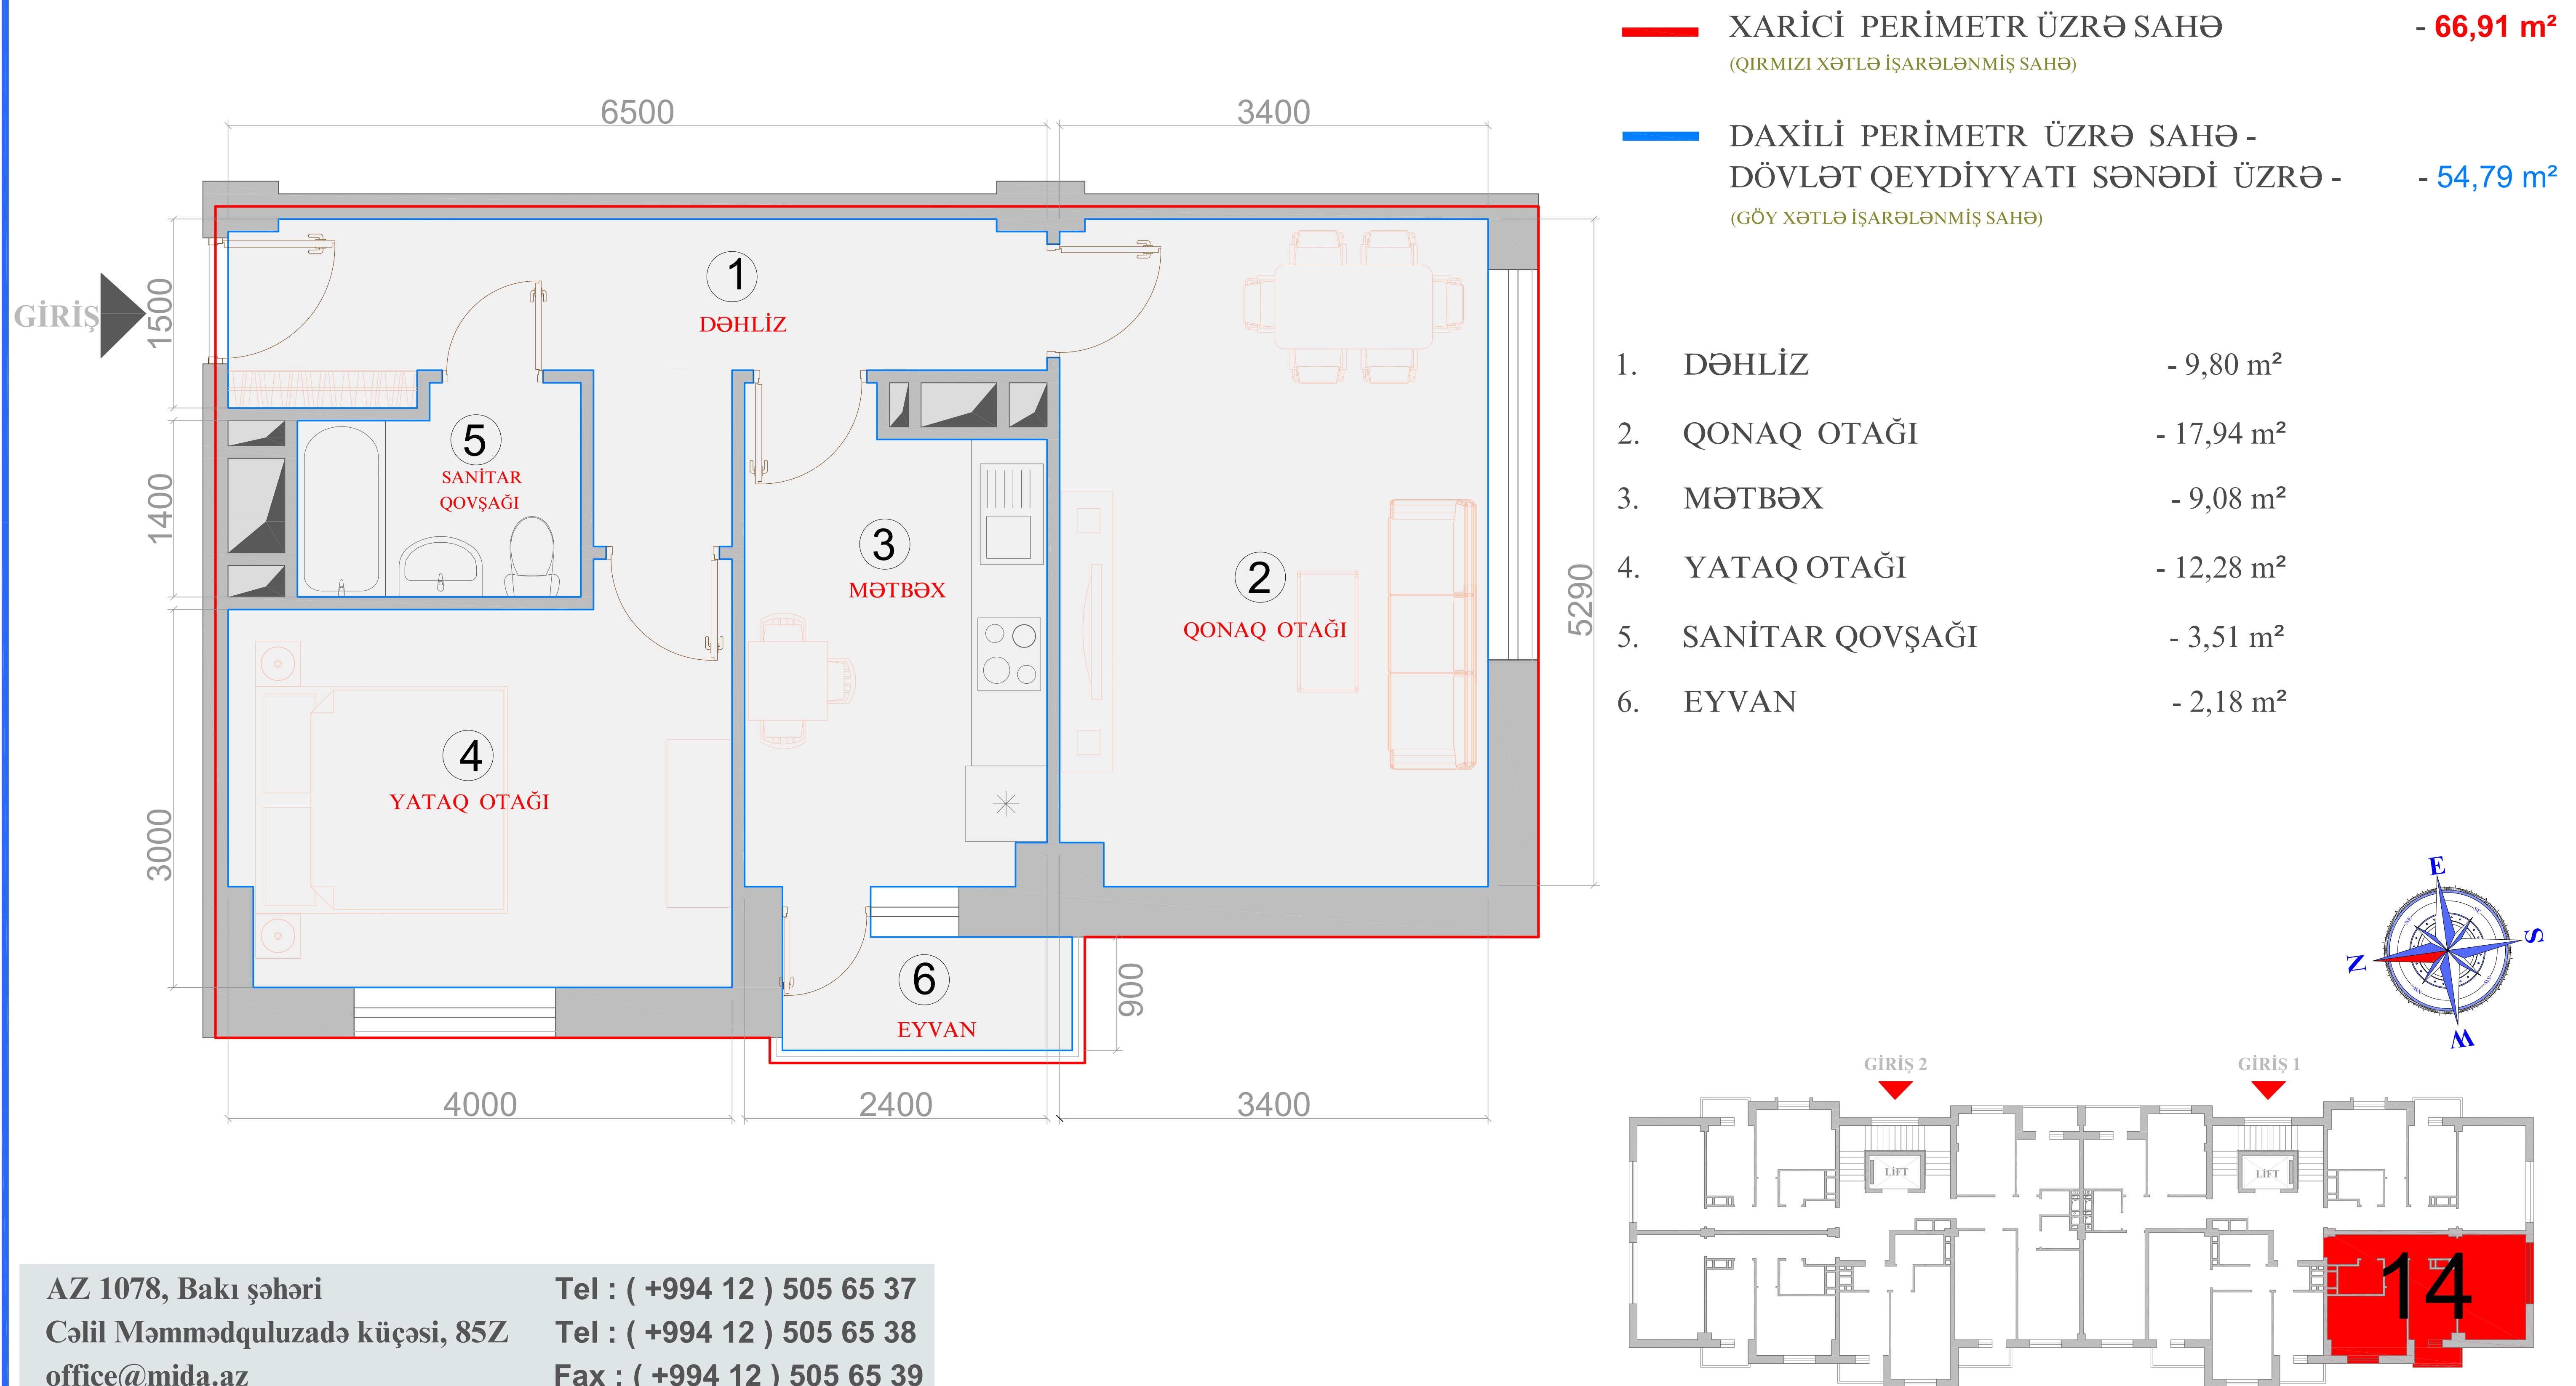 XARİCİ PERİMETR ÜZRƏ SAHƏ - 66,91 m²
(QIRMIZI XƏTLƏ İŞARƏLƏNMİŞ SAHƏ)
DAXİLİ PERİMETR ÜZRƏ SAHƏ -
DÖVLƏT QEYDİYYATI SƏNƏDİ ÜZRƏ - - 54,79 m²
(GÖY XƏTLƏ İŞARƏLƏNMİŞ SAHƏ)
1. DƏHLİZ - 9,80 m²
2. QONAQ OTAĞI - 17,94 m²
3. MƏTBƏX - 9,08 m²
4. YATAQ OTAĞI - 12,28 m²
5. SANİTAR QOVŞAĞI - 3,51 m²
6. EYVAN - 2,18 m²
6500
3400
GİRİŞ
1500
1400
3000
5290
900
4000
2400
3400
1
DƏHLİZ
5
SANİTAR
QOVŞAĞI
3
MƏTBƏX
2
QONAQ OTAĞI
4
YATAQ OTAĞI
6
EYVAN
E
S
N
W
GİRİŞ 2
GİRİŞ 1
LİFT
LİFT
14
AZ 1078, Bakı şəhəri
Cəlil Məmmədquluzadə küçəsi, 85Z
office@mida.az
Tel : ( +994 12 ) 505 65 37
Tel : ( +994 12 ) 505 65 38
Fax : ( +994 12 ) 505 65 39